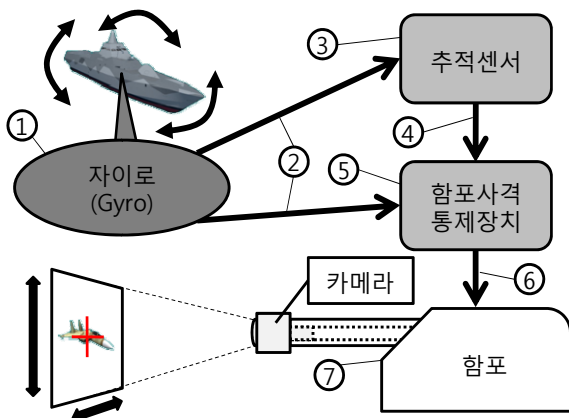 ③
추적센서
①
④
②
⑤
자이로
(Gyro)
함포사격
통제장치
카메라
⑥
⑦
함포